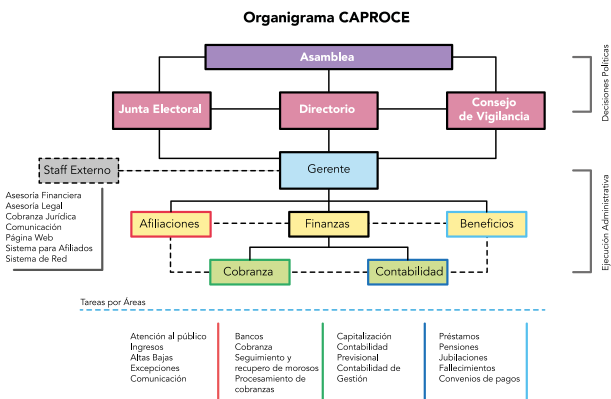 Organigrama CAPROCE
Asamblea
Decisiones Políticas
Junta Electoral
Directorio
Consejo
de Vigilancia
Staff Externo
Gerente
Ejecución Administrativa
Asesoría Financiera
Asesoría Legal
Cobranza Jurídica
Comunicación
Página Web
Sistema para Afiliados
Sistema de Red
Afiliaciones
Finanzas
Beneficios
Cobranza
Contabilidad
Tareas por Áreas
Atención al público
Ingresos
Altas Bajas
Excepciones
Comunicación
Bancos
Cobranza
Seguimiento y
recupero de morosos
Procesamiento de
cobranzas
Capitalización
Contabilidad
Previsional
Contabilidad de
Gestión
Préstamos
Pensiones
Jubilaciones
Fallecimientos
Convenios de pagos